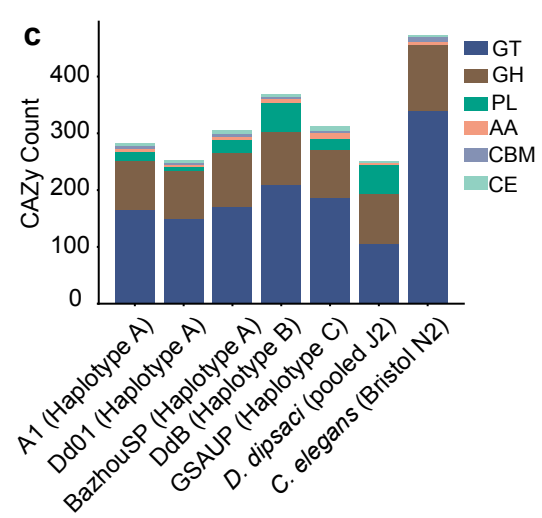 c
CAZy Count
400
300
200
100
0
GT
GH
PL
AA
CBM
CE
A1 (Haplotype A)
Dd01 (Haplotype A)
BazhouSP (Haplotype A)
DdB (Haplotype B)
GSAUP (Haplotype C)
D. dipsaci (pooled J2)
C. elegans (Bristol N2)